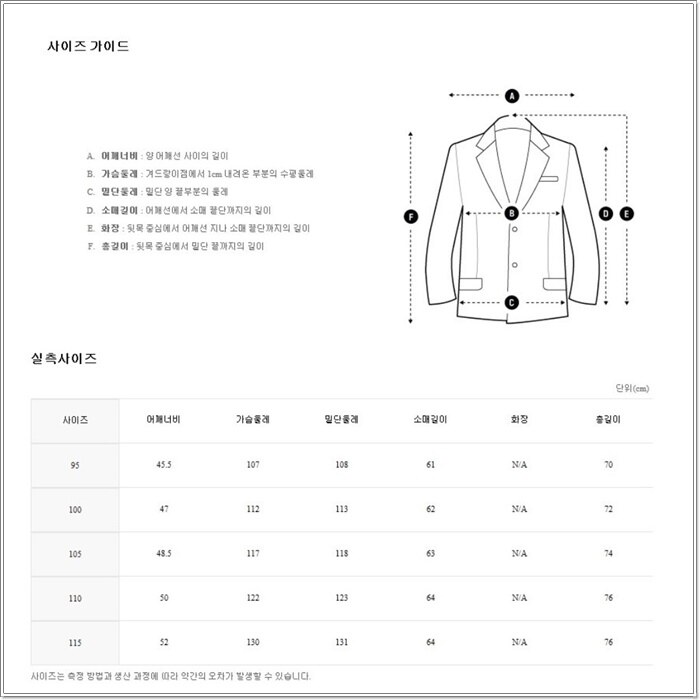 사이즈 가이드
A
A. 어깨너비 : 양 어깨선 사이의 길이
B. 가슴둘레 : 겨드랑이점에서 1cm 내려온 부분의 수평둘레
C. 밑단둘레 : 밑단 양 끝부분의 둘레
D. 소매길이 : 어깨선에서 소매 끝단까지의 길이
E. 화장 : 뒷목 중심에서 어깨선 지나 소매 끝단까지의 길이
F. 총길이 : 뒷목 중심에서 밑단 끝까지의 길이
F B D E
C
실측사이즈
단위(cm)
사이즈 어깨너비 가슴둘레 밑단둘레 소매길이 화장 총길이
95 45.5 107 108 61 N/A 70
100 47 112 113 62 N/A 72
105 48.5 117 118 63 N/A 74
110 50 122 123 64 N/A 76
115 52 130 131 64 N/A 76
사이즈는 측정 방법과 생산 과정에 따라 약간의 오차가 발생할 수 있습니다.